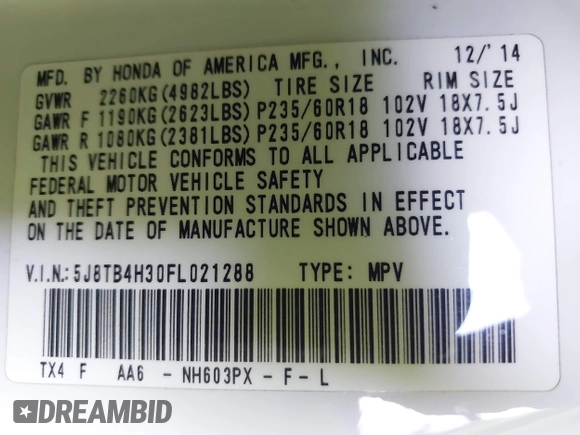 MFD. BY HONDA OF AMERICA MFG., INC. 12/'14
GVWR 2260KG(4982LBS) TIRE SIZE RIM SIZE
GAWR F 1190KG(2623LBS) P235/60R18 102V 18X7.5J
GAWR R 1080KG(2381LBS) P235/60R18 102V 18X7.5J
THIS VEHICLE CONFORMS TO ALL APPLICABLE
FEDERAL MOTOR VEHICLE SAFETY
AND THEFT PREVENTION STANDARDS IN EFFECT
ON THE DATE OF MANUFACTURE SHOWN ABOVE.
V.I.N.:5J8TB4H30FL021288 TYPE: MPV
TX4 F AA6 - NH603PX - F - L
DREAMBID